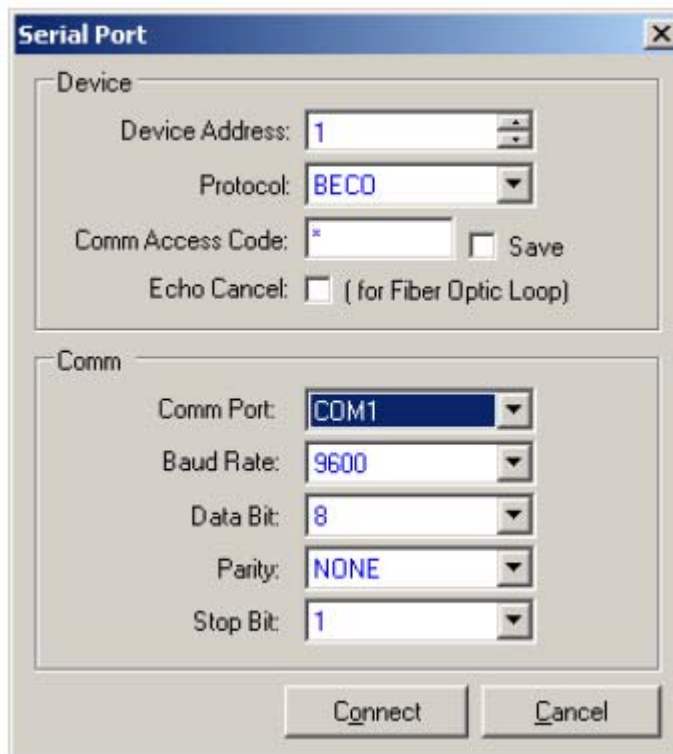 Serial Port
Device
Device Address: 1
Protocol: BECO
Comm Access Code: * Save
Echo Cancel: ( for Fiber Optic Loop)
Comm
Comm Port: COM1
Baud Rate: 9600
Data Bit: 8
Parity: NONE
Stop Bit: 1
Connect Cancel